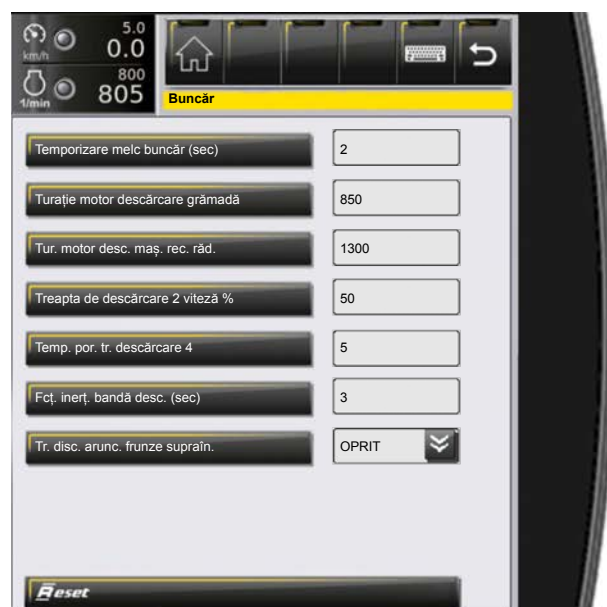 5.0
km/h 0.0
800
1/min 805
Buncăr
Temporizare melc buncăr (sec) 2
Turație motor descărcare grămadă 850
Tur. motor desc. maș. rec. răd. 1300
Treapta de descărcare 2 viteză % 50
Temp. por. tr. descărcare 4 5
Fcț. inerț. bandă desc. (sec) 3
Tr. disc. arunc. frunze supraîn. OPRIT
Reset